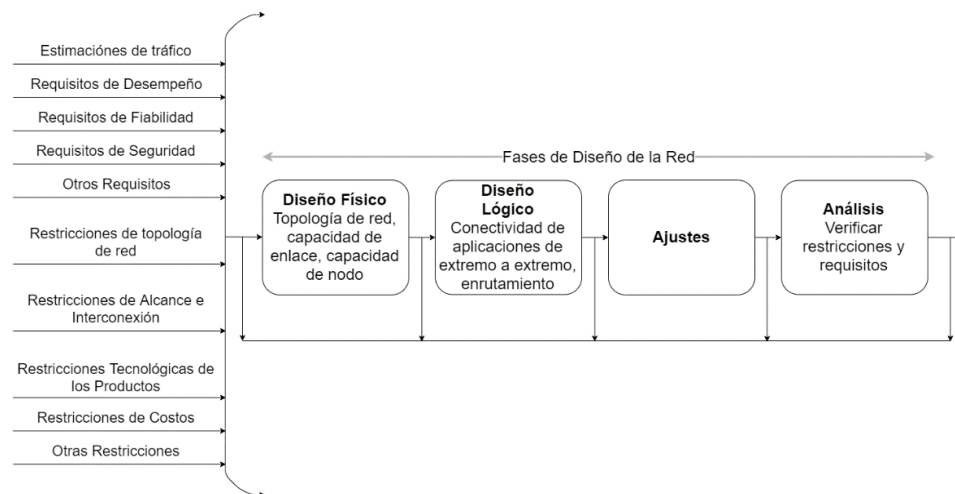 Estimaciónes de tráfico
Requisitos de Desempeño
Requisitos de Fiabilidad
Requisitos de Seguridad
Otros Requisitos
Restricciones de topología
de red
Restricciones de Alcance e
Interconexión
Restricciones Tecnológicas de
los Productos
Restricciones de Costos
Otras Restricciones
Fases de Diseño de la Red
Diseño Físico
Topología de red,
capacidad de
enlace, capacidad
de nodo
Diseño
Lógico
Conectividad de
aplicaciones de
extremo a extremo,
enrutamiento
Ajustes
Análisis
Verificar
restricciones y
requisitos